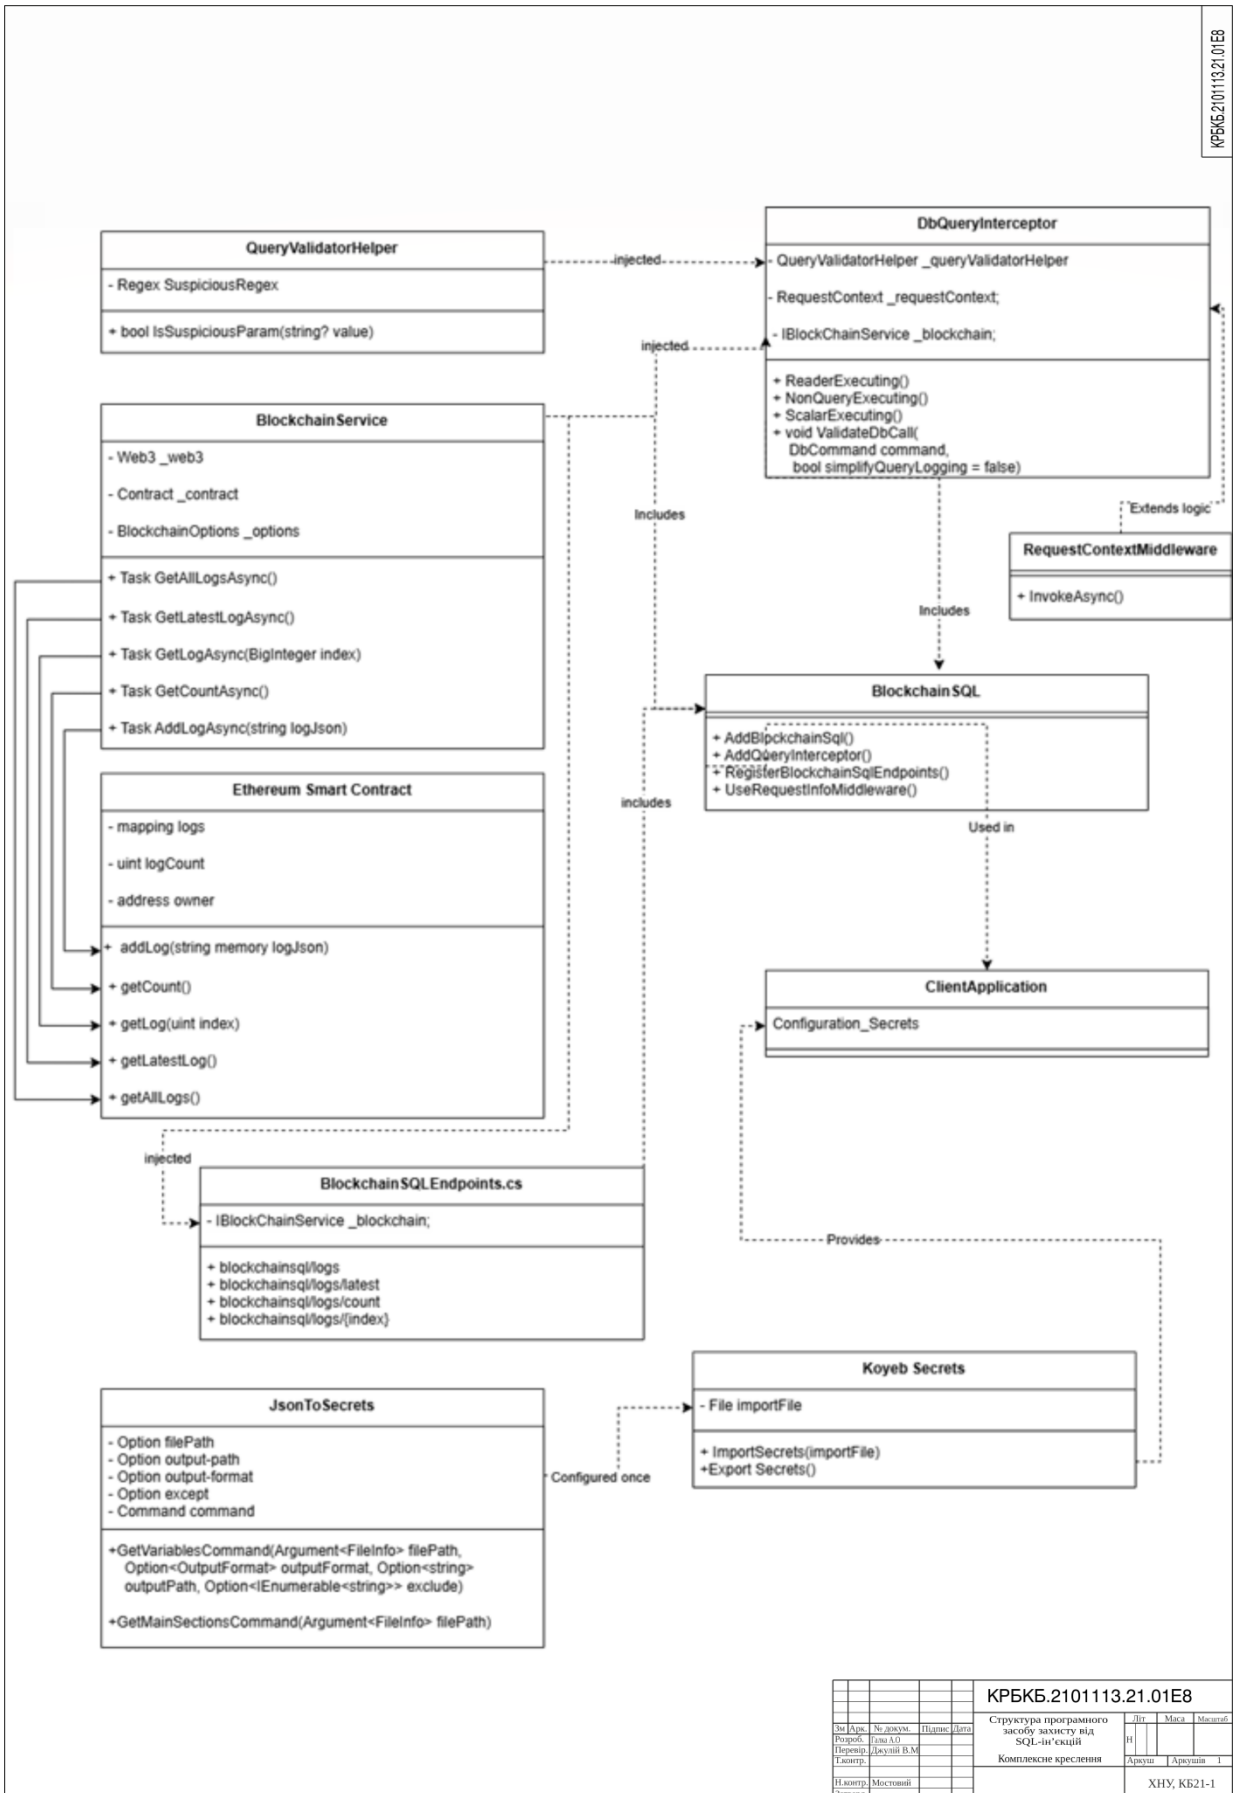 КРБКБ.2101113.21.01Е8
QueryValidatorHelper
- Regex SuspiciousRegex
+ bool IsSuspiciousParam(string? value)
injected
DbQueryInterceptor
- QueryValidatorHelper _queryValidatorHelper
- RequestContext _requestContext;
- IBlockChainService _blockchain;
+ ReaderExecuting()
+ NonQueryExecuting()
+ ScalarExecuting()
+ void ValidateDbCall(
DbCommand command,
bool simplifyQueryLogging = false)
injected
BlockchainService
- Web3 _web3
- Contract _contract
- BlockchainOptions _options
+ Task GetAllLogsAsync()
+ Task GetLatestLogAsync()
+ Task GetLogAsync(BigInteger index)
+ Task GetCountAsync()
+ Task AddLogAsync(string logJson)
Includes
Extends logic
RequestContextMiddleware
+ InvokeAsync()
Includes
BlockchainSQL
+ AddBlockchainSql()
+ AddQueryInterceptor()
+ RegisterBlockchainSqlEndpoints()
+ UseRequestInfoMiddleware()
Ethereum Smart Contract
- mapping logs
- uint logCount
- address owner
+ addLog(string memory logJson)
+ getCount()
+ getLog(uint index)
+ getLatestLog()
+ getAllLogs()
includes
Used in
ClientApplication
Configuration_Secrets
injected
BlockchainSQLEndpoints.cs
- IBlockChainService _blockchain;
+ blockchainsql/logs
+ blockchainsql/logs/latest
+ blockchainsql/logs/count
+ blockchainsql/logs/{index}
Provides
Koyeb Secrets
- File importFile
+ ImportSecrets(importFile)
+Export Secrets()
JsonToSecrets
- Option filePath
- Option output-path
- Option output-format
- Option except
- Command command
+GetVariablesCommand(Argument<FileInfo> filePath,
Option<OutputFormat> outputFormat, Option<string>
outputPath, Option<IEnumerable<string>> exclude)
+GetMainSectionsCommand(Argument<FileInfo> filePath)
Configured once
КРБКБ.2101113.21.01Е8
Зм Арк. № докум. Підпис Дата
Розроб. Галка А.О
Перевір. Джулій В.М
Т.контр.
Н.контр. Мостовий
Структура програмного
засобу захисту від
SQL-ін'єкцій
Комплексне креслення
Літ Маса Масштаб
Н
Аркуш Аркушів 1
ХНУ, КБ21-1